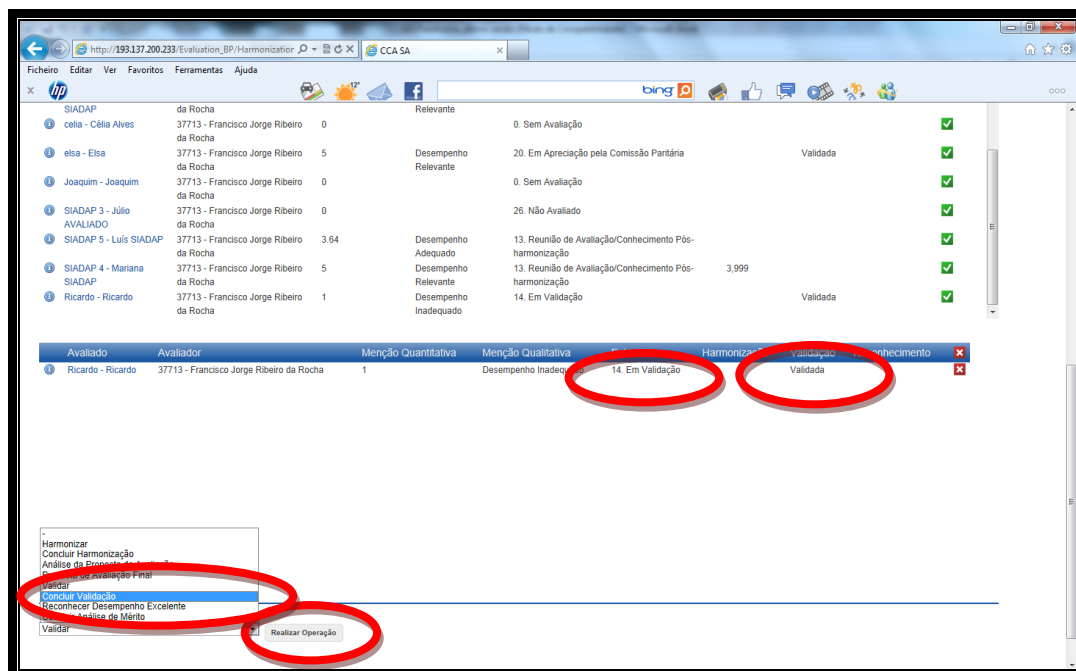 http://193.137.200.233/Evaluation_BP/Harmonization
CCA SA
Ficheiro Editar Ver Favoritos Ferramentas Ajuda
hp 12° bing
SIADAP da Rocha Relevante
celia - Célia Alves 37713 - Francisco Jorge Ribeiro 0 0. Sem Avaliação
da Rocha
elsa - Elsa 37713 - Francisco Jorge Ribeiro 5 Desempenho 20. Em Apreciação pela Comissão Paritária Validada
da Rocha Relevante
Joaquim - Joaquim 37713 - Francisco Jorge Ribeiro 0 0. Sem Avaliação
da Rocha
SIADAP 3 - Júlio 37713 - Francisco Jorge Ribeiro 0 26. Não Avaliado
AVALIADO da Rocha
SIADAP 5 - Luís SIADAP 37713 - Francisco Jorge Ribeiro 3.64 Desempenho 13. Reunião de Avaliação/Conhecimento Pós-
da Rocha Adequado harmonização
SIADAP 4 - Mariana 37713 - Francisco Jorge Ribeiro 5 Desempenho 13. Reunião de Avaliação/Conhecimento Pós- 3,999
SIADAP da Rocha Relevante harmonização
Ricardo - Ricardo 37713 - Francisco Jorge Ribeiro 1 Desempenho 14. Em Validação Validada
da Rocha Inadequado
Avaliado Avaliador Menção Quantitativa Menção Qualitativa Harmonização Validação
Ricardo - Ricardo 37713 - Francisco Jorge Ribeiro da Rocha 1 Desempenho Inadequado 14. Em Validação Validada
-
Harmonizar
Concluir Harmonização
Análise da Proposta de Avaliação
de Avaliação Final
Validar
Concluir Validação
Reconhecer Desempenho Excelente
Análise de Mérito
Validar Realizar Operação